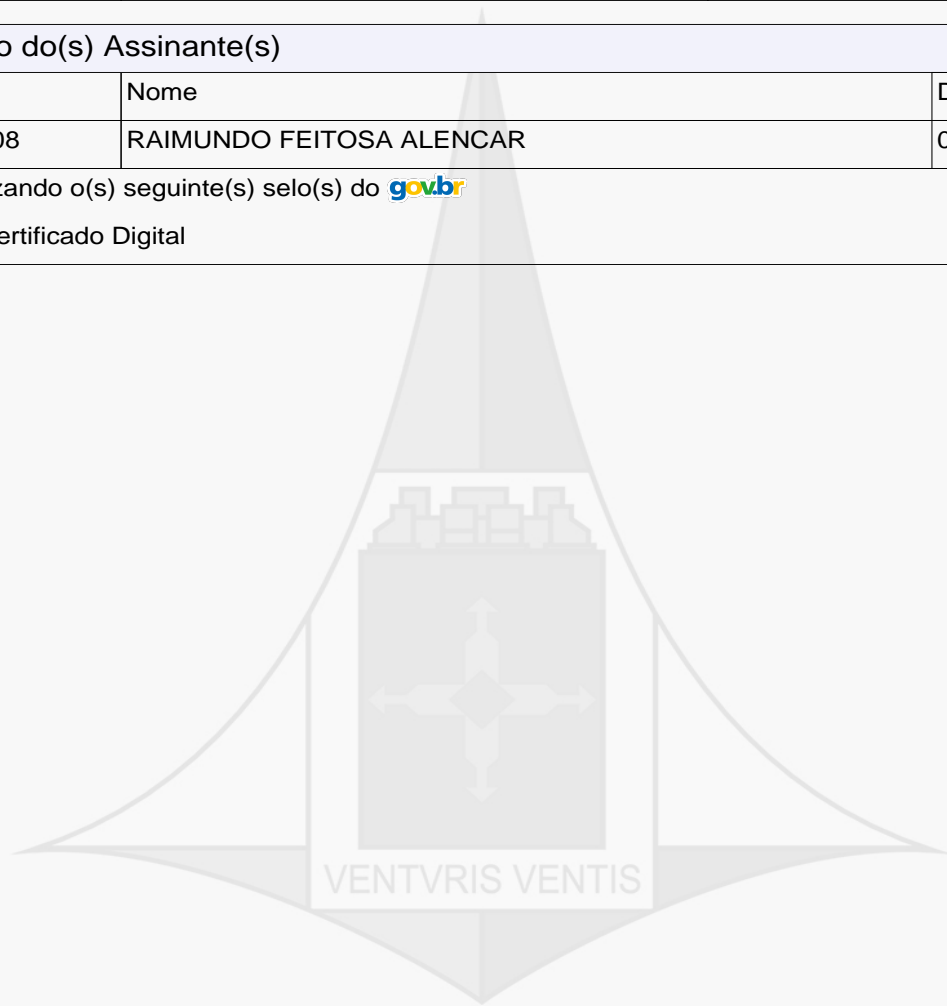 o do(s) Assinante(s)
Nome D
08 RAIMUNDO FEITOSA ALENCAR 0
zando o(s) seguinte(s) selo(s) do gov.br
ertificado Digital
VENTVRIS VENTIS